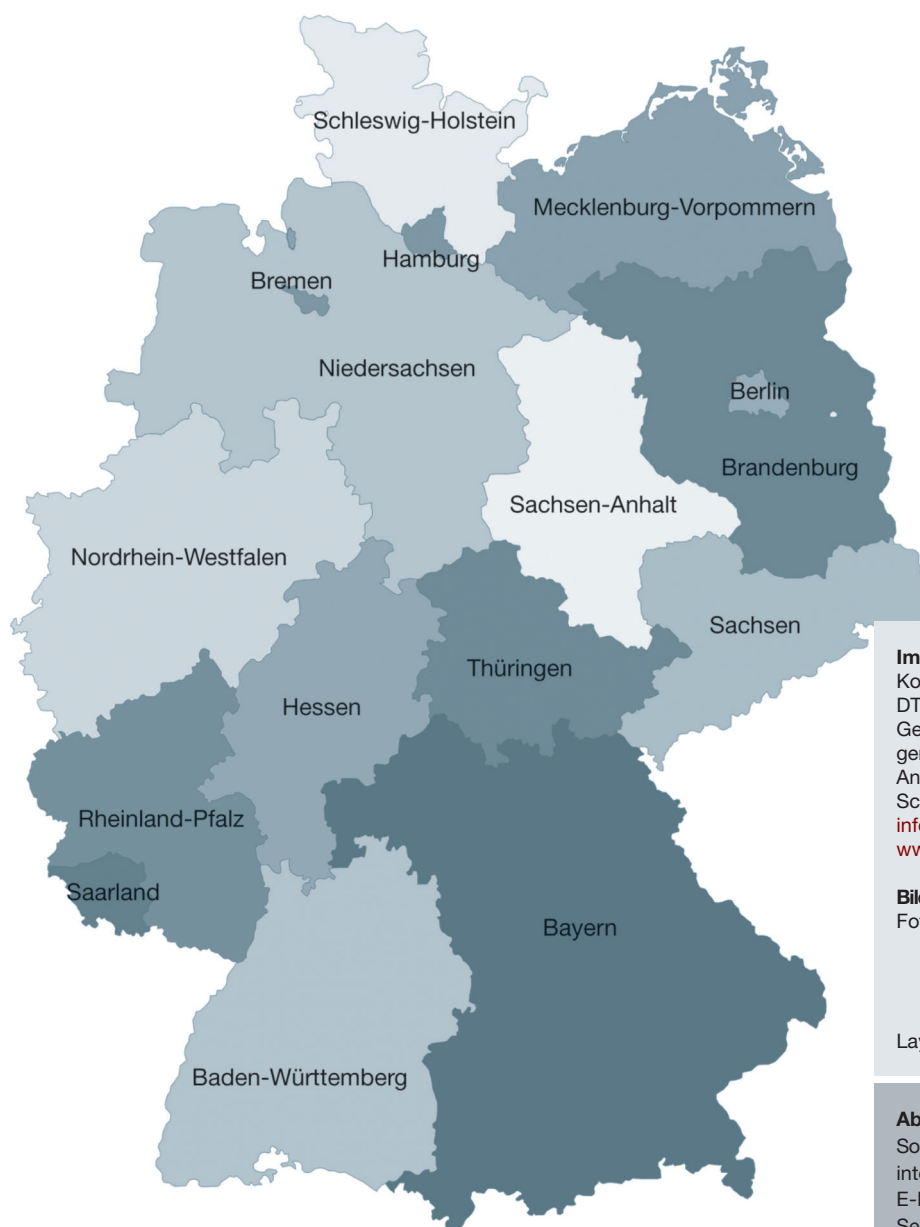 Schleswig-Holstein
Mecklenburg-Vorpommern
Hamburg
Bremen
Niedersachsen
Berlin
Brandenburg
Sachsen-Anhalt
Nordrhein-Westfalen
Sachsen
Thüringen
Hessen
Rheinland-Pfalz
Saarland
Bayern
Baden-Württemberg